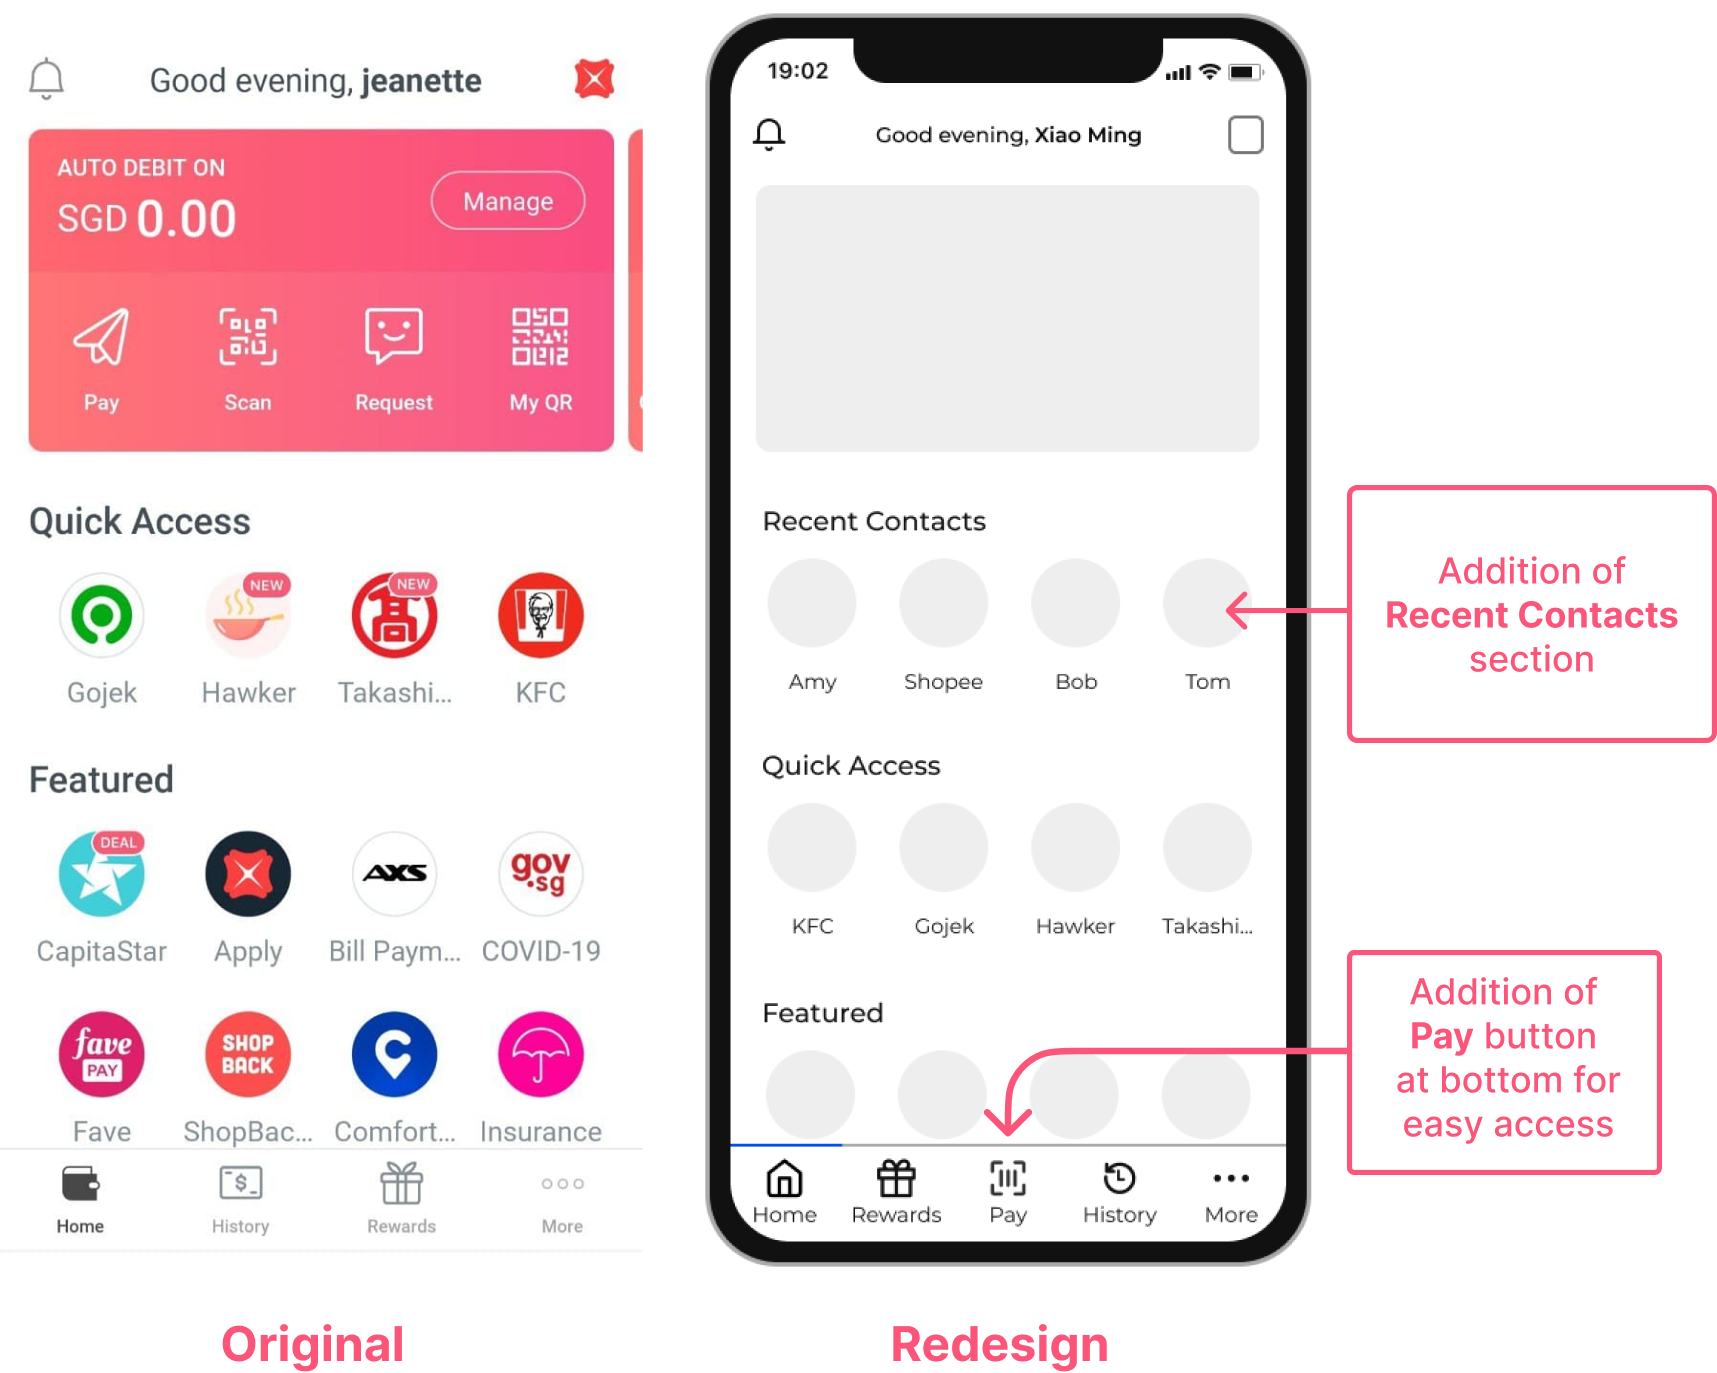 Good evening, jeanette
AUTO DEBIT ON
SGD 0.00
Manage
Pay
Scan
Request
My QR
Quick Access
NEW
NEW
Gojek
Hawker
Takashi...
KFC
Featured
DEAL
AXS
gov
.sg
CapitaStar
Apply
Bill Paym...
COVID-19
fave
PAY
SHOP
BACK
Fave
ShopBac...
Comfort...
Insurance
Home
History
Rewards
More
Original
19:02
Good evening, Xiao Ming
Recent Contacts
Amy
Shopee
Bob
Tom
Quick Access
KFC
Gojek
Hawker
Takashi...
Featured
Home
Rewards
Pay
History
More
Redesign
Addition of
Recent Contacts
section
Addition of
Pay button
at bottom for
easy access